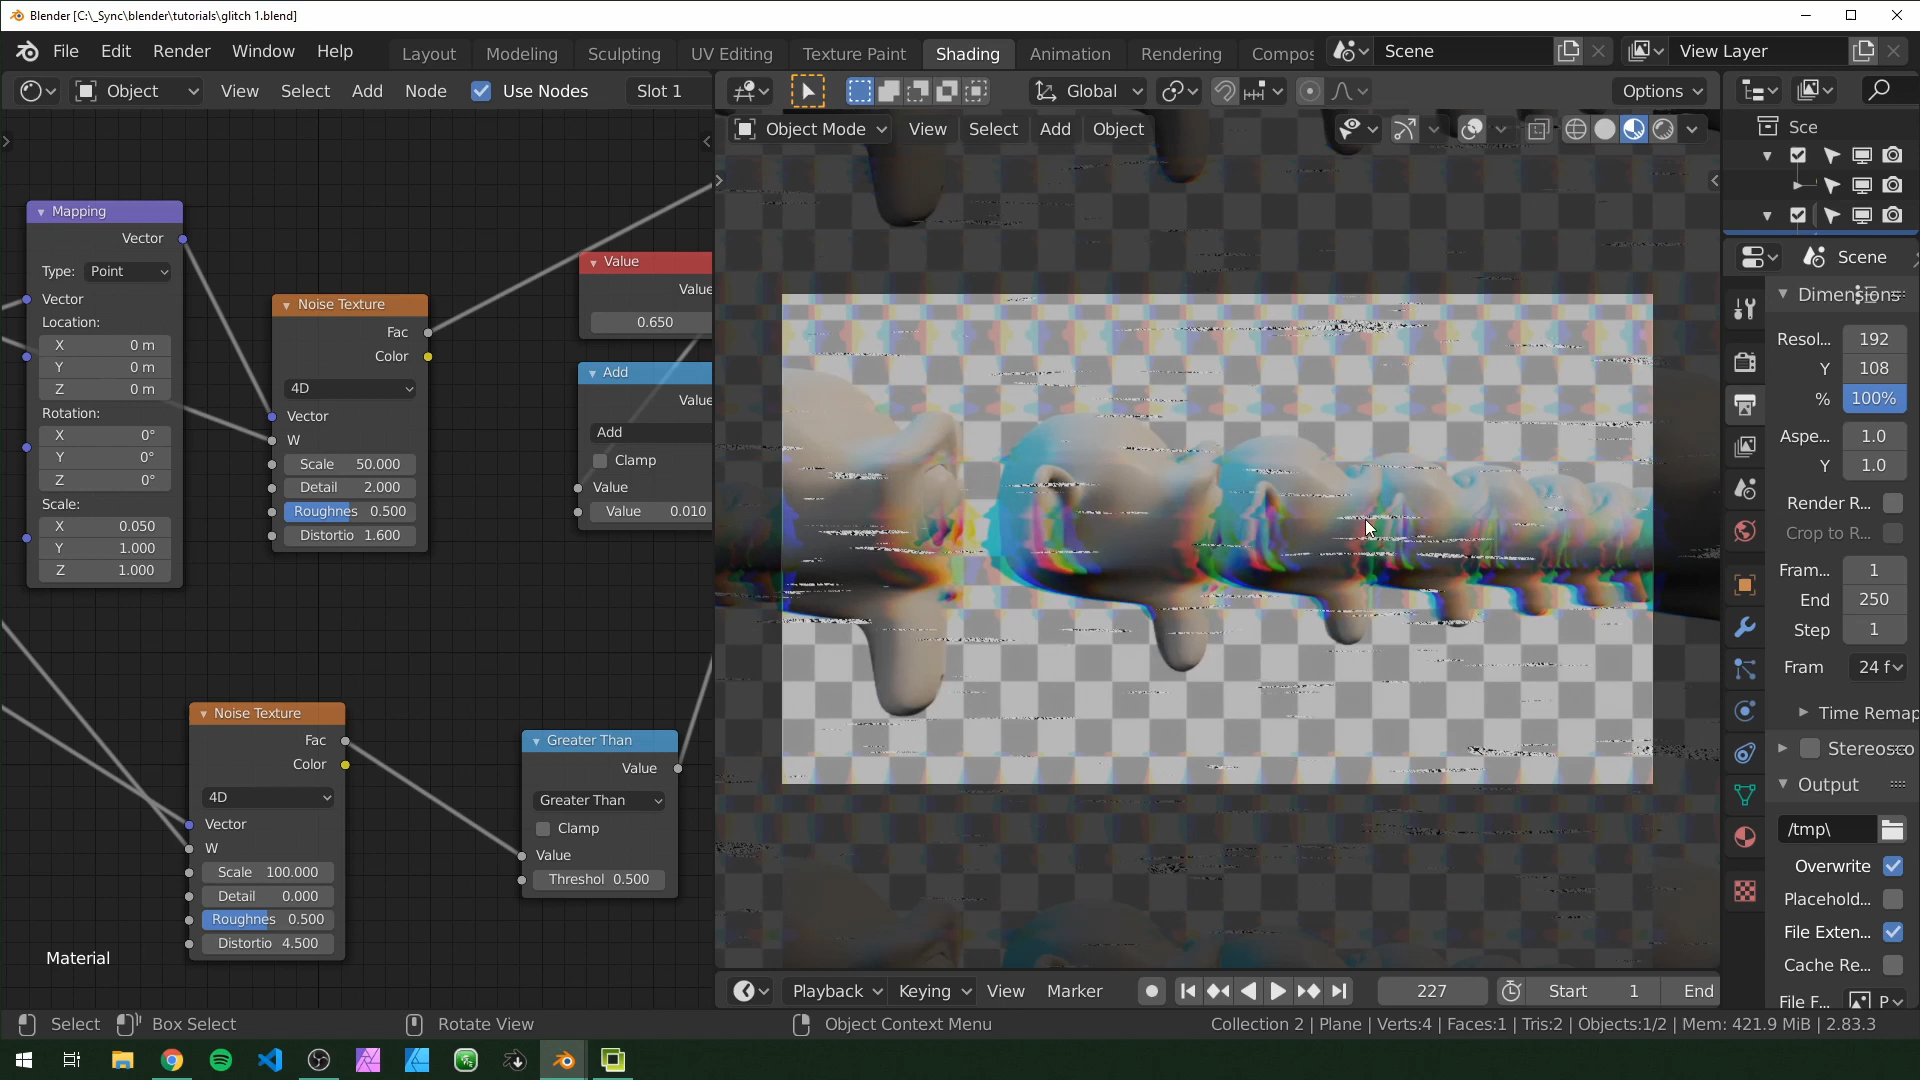 Blender [C:\_Sync\blender\tutorials\glitch 1.blend]
File Edit Render Window Help
Layout Modeling Sculpting UV Editing Texture Paint Shading Animation Rendering Compos
Scene
View Layer
Object View Select Add Node Use Nodes Slot 1
Global
Options
Object Mode View Select Add Object
Sce
Mapping
Vector
Type: Point
Vector
Location:
X 0 m
Y 0 m
Z 0 m
Rotation:
X 0°
Y 0°
Z 0°
Scale:
X 0.050
Y 1.000
Z 1.000
Noise Texture
Fac
Color
4D
Vector
W
Scale 50.000
Detail 2.000
Roughnes 0.500
Distortio 1.600
Value
Value
0.650
Add
Value
Add
Clamp
Value
Value 0.010
Noise Texture
Fac
Color
4D
Vector
W
Scale 100.000
Detail 0.000
Roughnes 0.500
Distortio 4.500
Greater Than
Value
Greater Than
Clamp
Value
Threshol 0.500
Material
Scene
Dimensions
Resol... 192
Y 108
% 100%
Aspe... 1.0
Y 1.0
Render R...
Crop to R...
Fram... 1
End 250
Step 1
Fram 24 f
Time Remap
Stereosco
Output
/tmp\
Overwrite
Placehold...
File Exten...
Cache Re...
File F... P
Playback Keying View Marker 227 Start 1 End
Select Box Select Rotate View Object Context Menu
Collection 2 | Plane | Verts:4 | Faces:1 | Tris:2 | Objects:1/2 | Mem: 421.9 MiB | 2.83.3